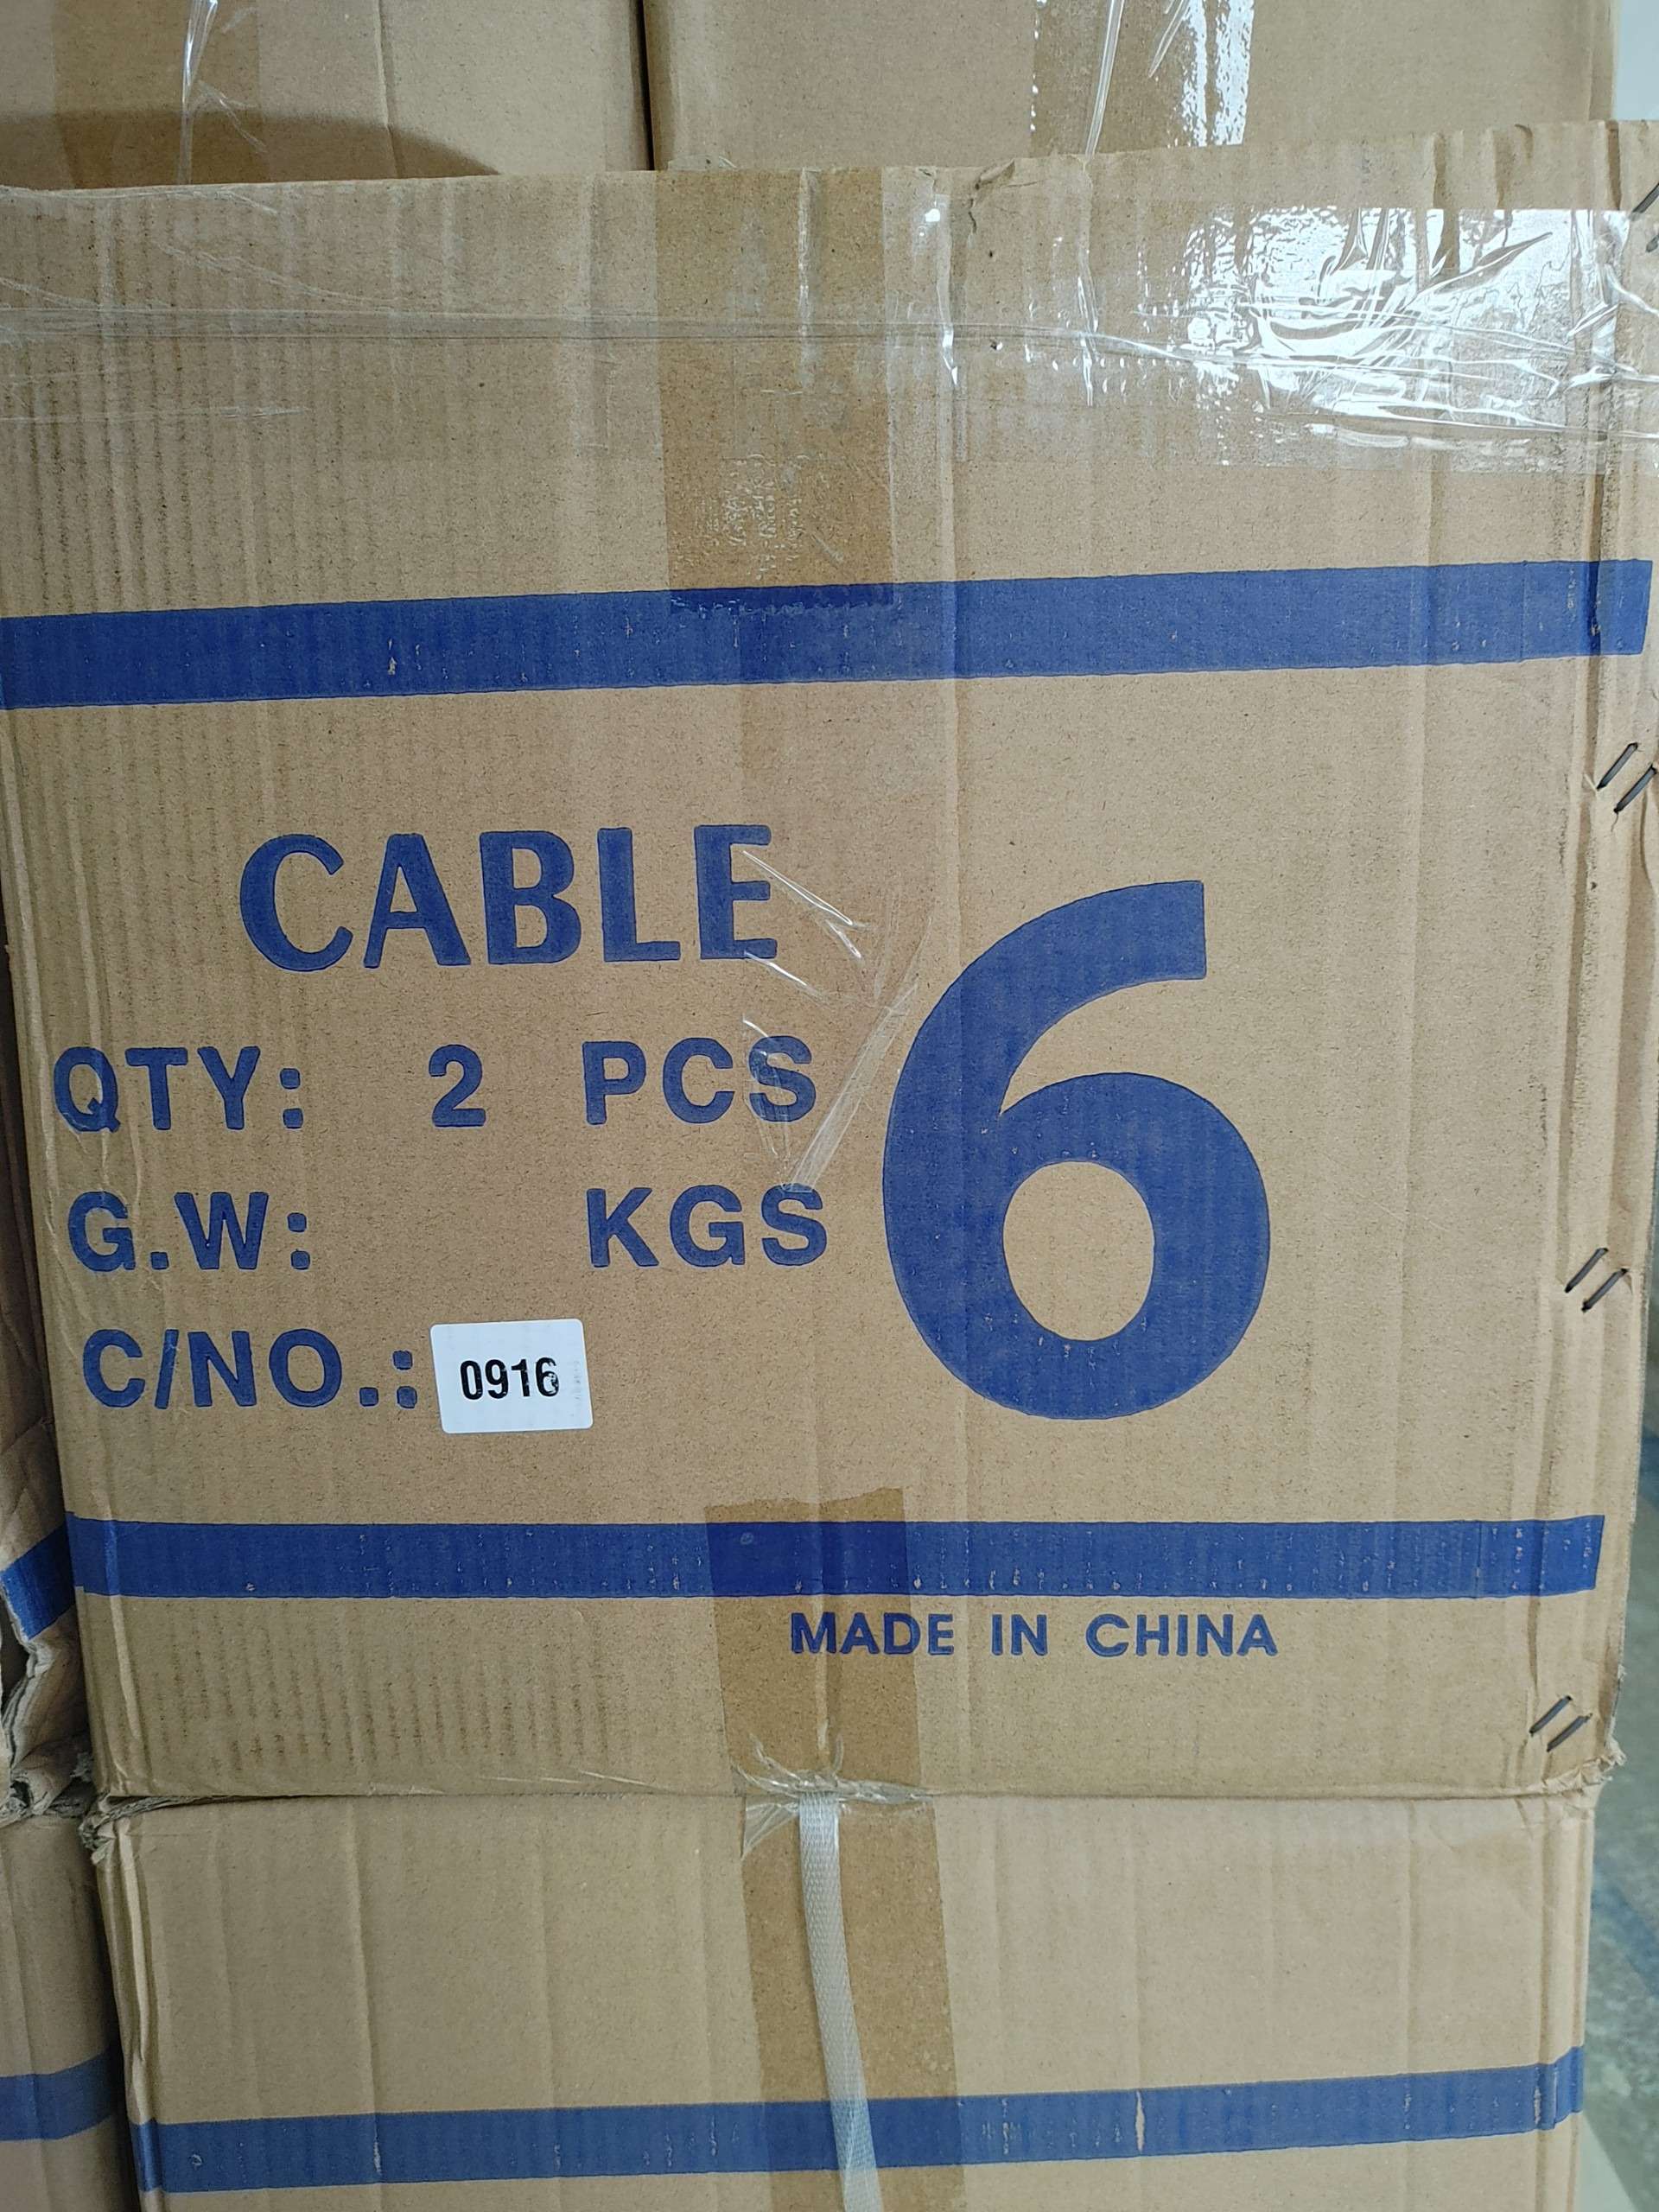 CABLE
6
QTY: 2 PCS
G.W: KGS
C/NO.: 0916
MADE IN CHINA